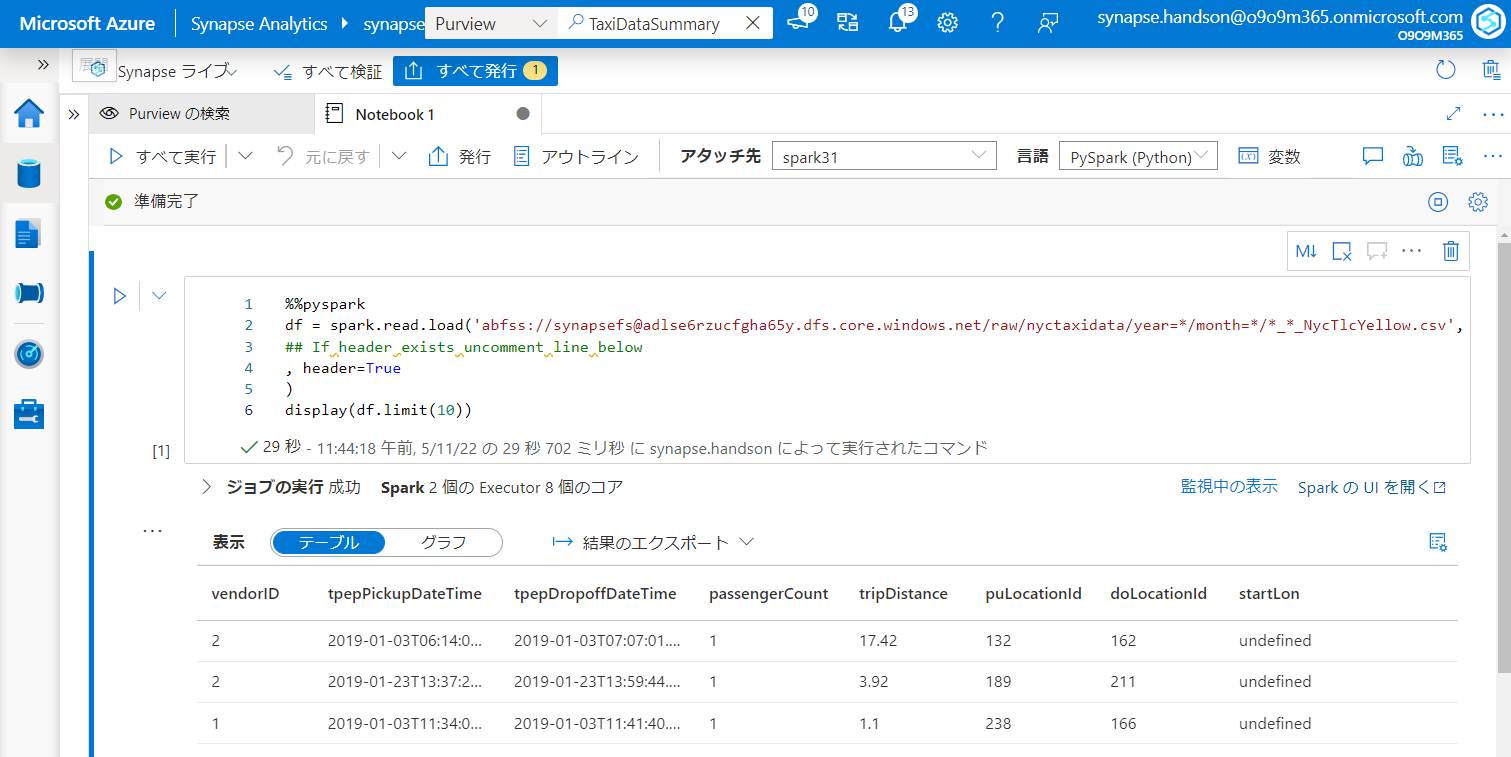 Microsoft Azure Synapse Analytics synapse Purview TaxiDataSummary 10 13 synapse.handson@o9o9m365.onmicrosoft.com
O9O9M365
Synapse ライブ すべて検証 すべて発行 1
Purview の検索 Notebook 1
すべて実行 元に戻す 発行 アウトライン アタッチ先 spark31 言語 PySpark (Python) 変数
準備完了
M↓
1 %%pyspark
2 df = spark.read.load('abfss://synapsefs@adlse6rzucfgha65y.dfs.core.windows.net/raw/nyctaxidata/year=*/month=*/*_*_NycTlcYellow.csv',
3 ## If header exists uncomment line below
4 , header=True
5 )
6 display(df.limit(10))
[1] 29 秒 - 11:44:18 午前, 5/11/22 の 29 秒 702 ミリ秒 に synapse.handson によって実行されたコマンド
ジョブの実行 成功 Spark 2 個の Executor 8 個のコア 監視中の表示 Spark の UI を開く
表示 テーブル グラフ 結果のエクスポート
vendorID tpepPickupDateTime tpepDropoffDateTime passengerCount tripDistance puLocationId doLocationId startLon
2 2019-01-03T06:14:0... 2019-01-03T07:07:01.... 1 17.42 132 162 undefined
2 2019-01-23T13:37:2... 2019-01-23T13:59:44.... 1 3.92 189 211 undefined
1 2019-01-03T11:34:0... 2019-01-03T11:41:40.... 1 1.1 238 166 undefined